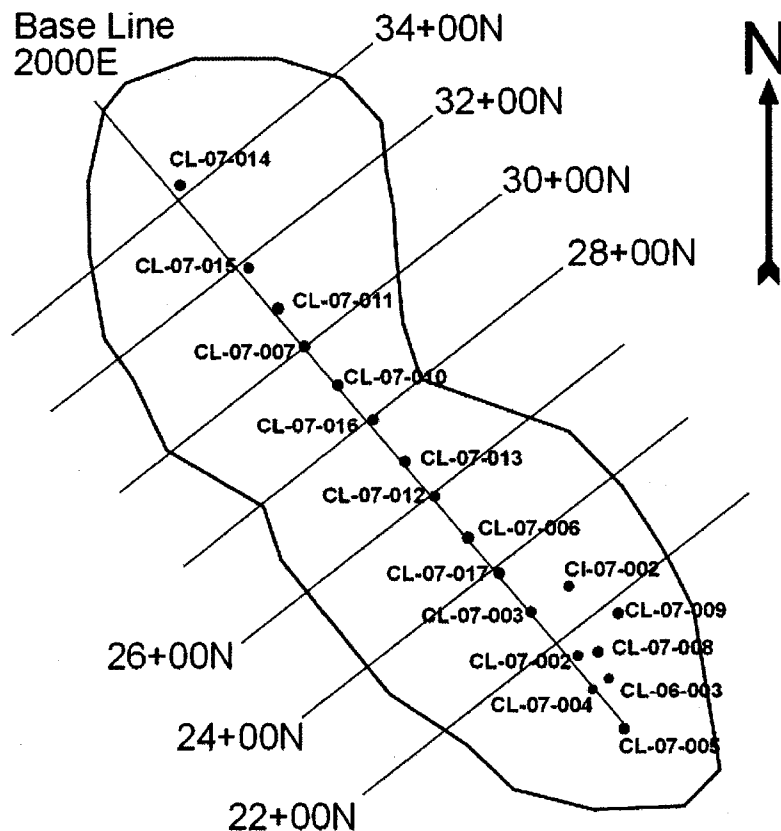 Base Line
2000E
34+00N
N
32+00N
CL-07-014
30+00N
28+00N
CL-07-015
CL-07-011
CL-07-007
CL-07-010
CL-07-016
CL-07-013
CL-07-012
CL-07-006
CL-07-017
Cl-07-002
CL-07-003
CL-07-009
26+00N
CL-07-002
CL-07-008
CL-06-003
CL-07-004
24+00N
CL-07-005
22+00N